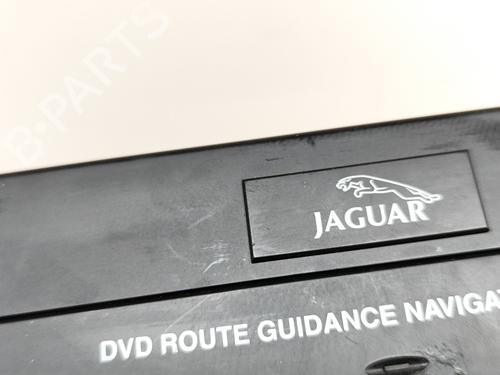 B-PARTS
JAGUAR
DVD ROUTE GUIDANCE NAVIGA